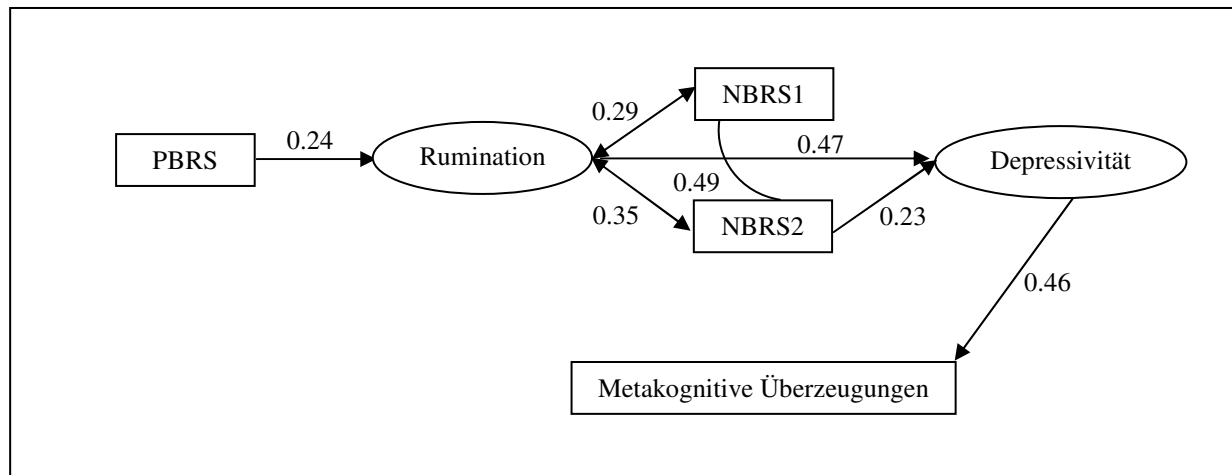 NBRS1
0.29
0.24
PBRS
Rumination
0.47
Depressivität
0.49
0.35
NBRS2
0.23
0.46
Metakognitive Überzeugungen